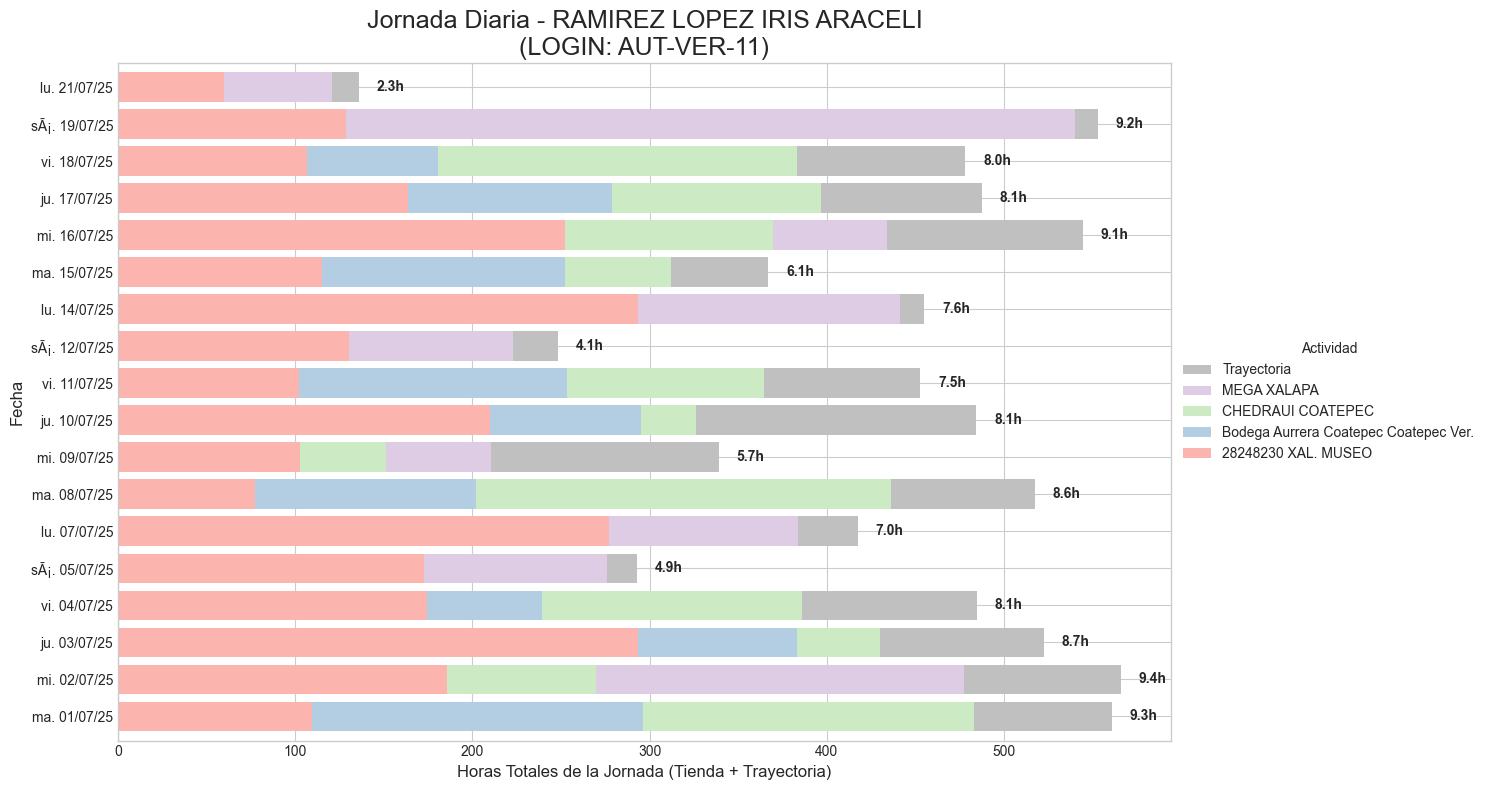 Jornada Diaria - RAMIREZ LOPEZ IRIS ARACELI
(LOGIN: AUT-VER-11)
Fecha
lu. 21/07/25 2.3h
sÃ¡. 19/07/25 9.2h
vi. 18/07/25 8.0h
ju. 17/07/25 8.1h
mi. 16/07/25 9.1h
ma. 15/07/25 6.1h
lu. 14/07/25 7.6h
sÃ¡. 12/07/25 4.1h
vi. 11/07/25 7.5h
ju. 10/07/25 8.1h
mi. 09/07/25 5.7h
ma. 08/07/25 8.6h
lu. 07/07/25 7.0h
sÃ¡. 05/07/25 4.9h
vi. 04/07/25 8.1h
ju. 03/07/25 8.7h
mi. 02/07/25 9.4h
ma. 01/07/25 9.3h
0 100 200 300 400 500
Horas Totales de la Jornada (Tienda + Trayectoria)
Actividad
Trayectoria
MEGA XALAPA
CHEDRAUI COATEPEC
Bodega Aurrera Coatepec Coatepec Ver.
28248230 XAL. MUSEO